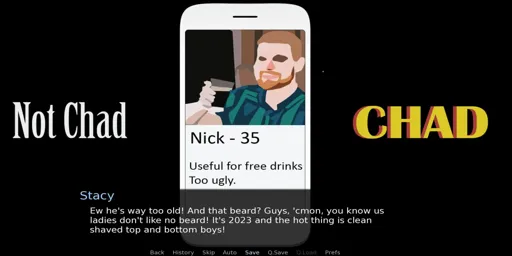 Not Chad
CHAD
Nick - 35
Useful for free drinks
Too ugly.
Stacy
Ew he's way too old! And that beard? Guys, 'cmon, you know us
ladies don't like no beard! It's 2023 and the hot thing is clean
shaved top and bottom boys!
Back History Skip Auto Save Q.Save Q.Load Prefs